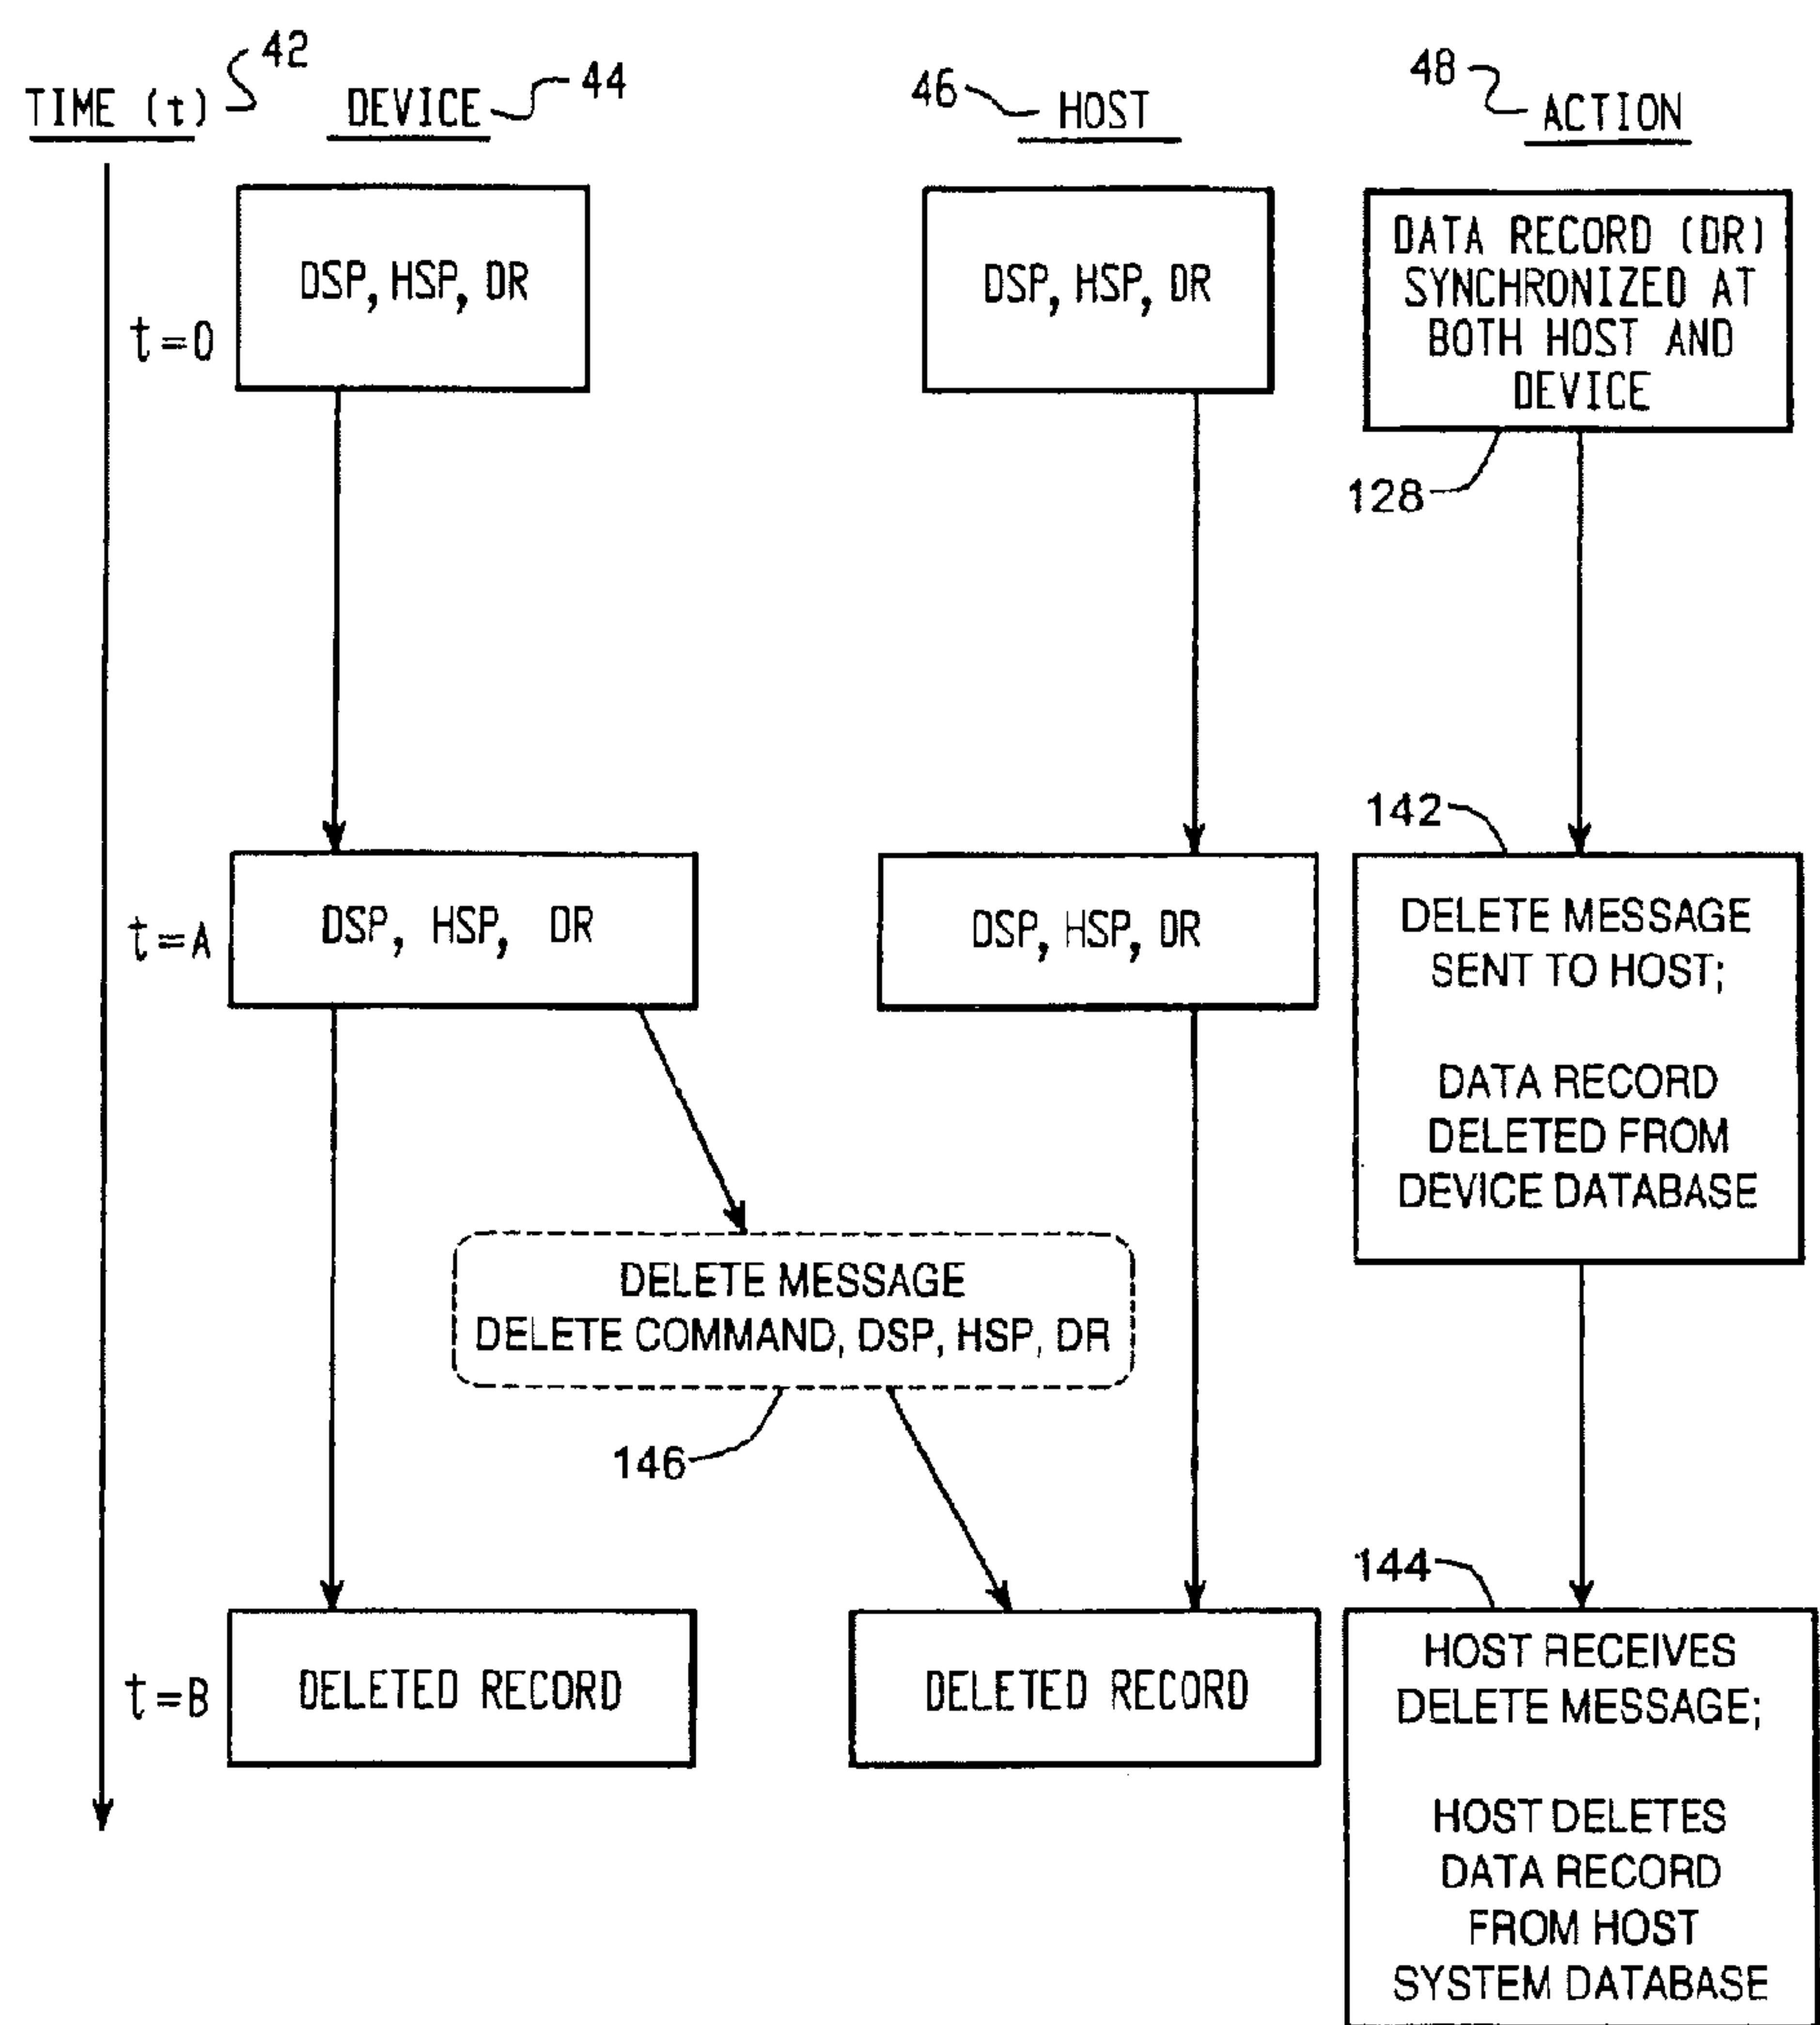 TIME (t) 42
DEVICE 44
46 HOST
48 ACTION
t=0
DSP, HSP, DR
DSP, HSP, DR
DATA RECORD (DR)
SYNCHRONIZED AT
BOTH HOST AND
DEVICE
128
t=A
DSP, HSP, DR
DSP, HSP, DR
142
DELETE MESSAGE
SENT TO HOST;
DATA RECORD
DELETED FROM
DEVICE DATABASE
DELETE MESSAGE
DELETE COMMAND, DSP, HSP, DR
146
t=B
DELETED RECORD
DELETED RECORD
144
HOST RECEIVES
DELETE MESSAGE;
HOST DELETES
DATA RECORD
FROM HOST
SYSTEM DATABASE